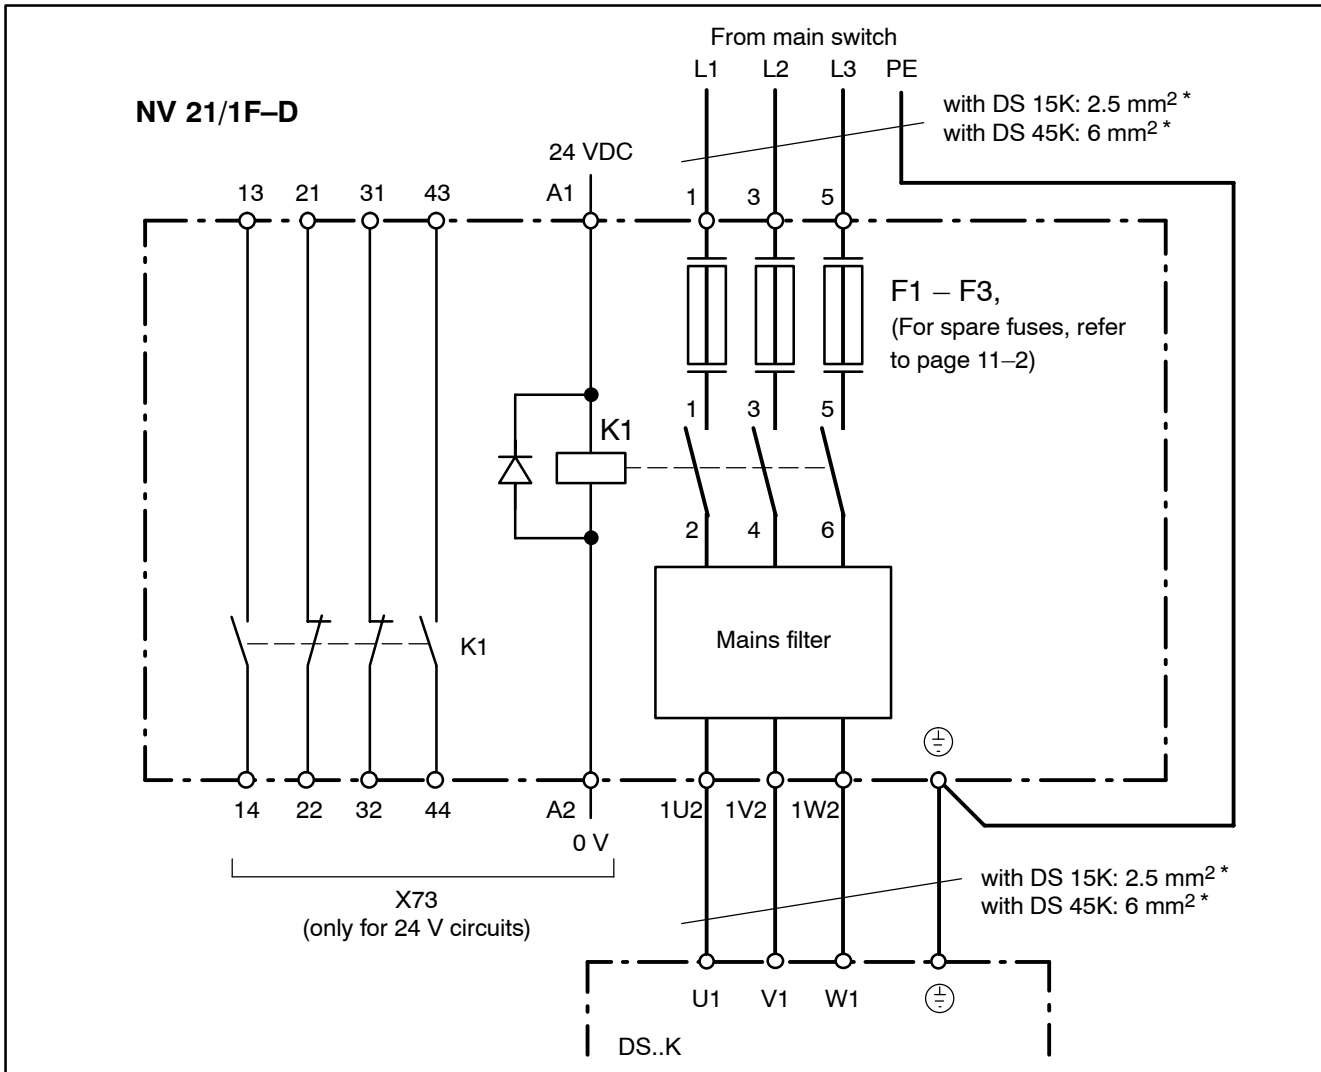 From main switch
L1 L2 L3 PE
NV 21/1F–D
with DS 15K: 2.5 mm² *
with DS 45K: 6 mm² *
24 VDC
13 21 31 43 A1 1 3 5
F1 – F3,
(For spare fuses, refer
to page 11–2)
1 3 5
K1
2 4 6
Mains filter
K1
14 22 32 44 A2 1U2 1V2 1W2
0 V
X73
(only for 24 V circuits)
with DS 15K: 2.5 mm² *
with DS 45K: 6 mm² *
U1 V1 W1
DS..K